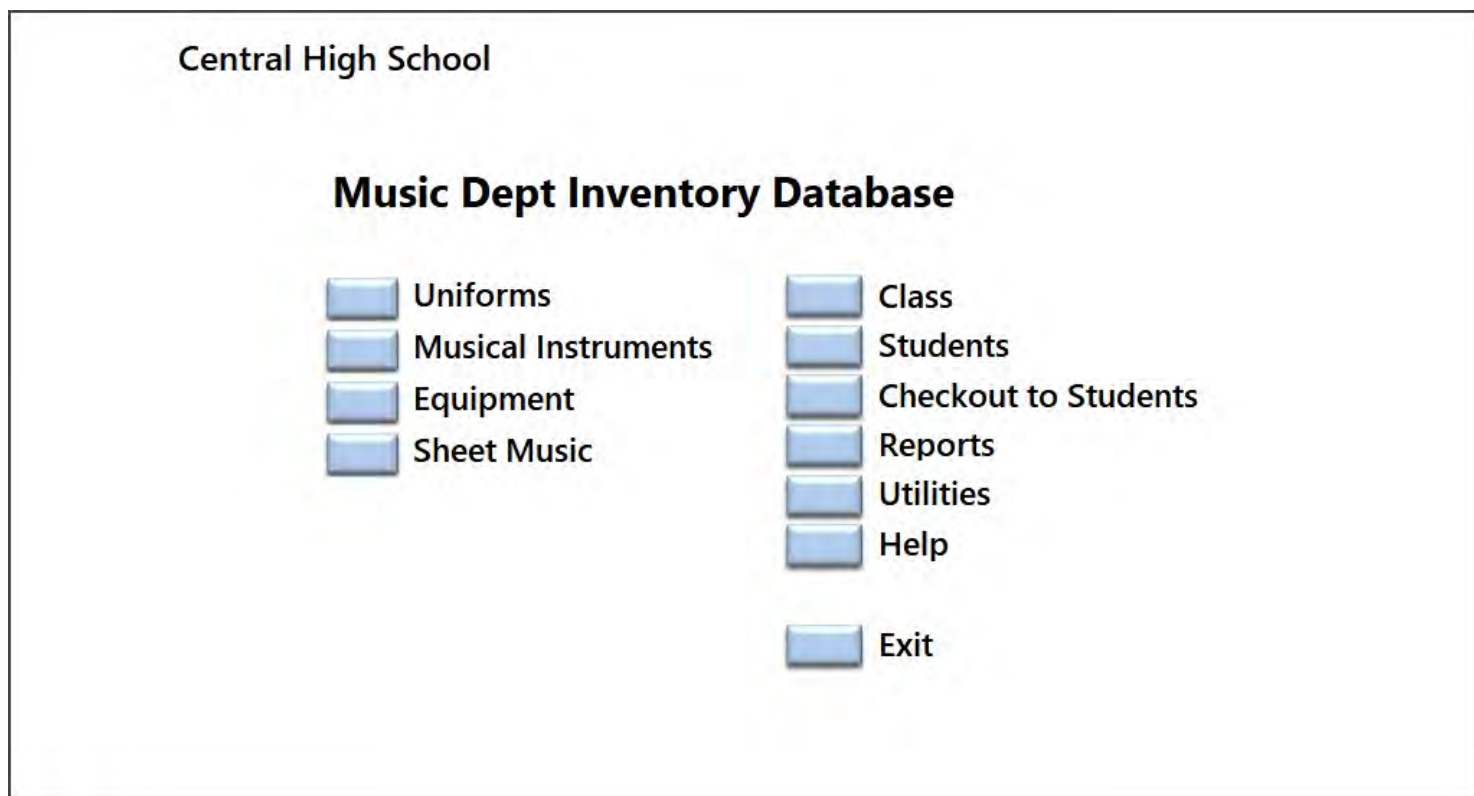 Central High School
Music Dept Inventory Database
Uniforms
Musical Instruments
Equipment
Sheet Music
Class
Students
Checkout to Students
Reports
Utilities
Help
Exit